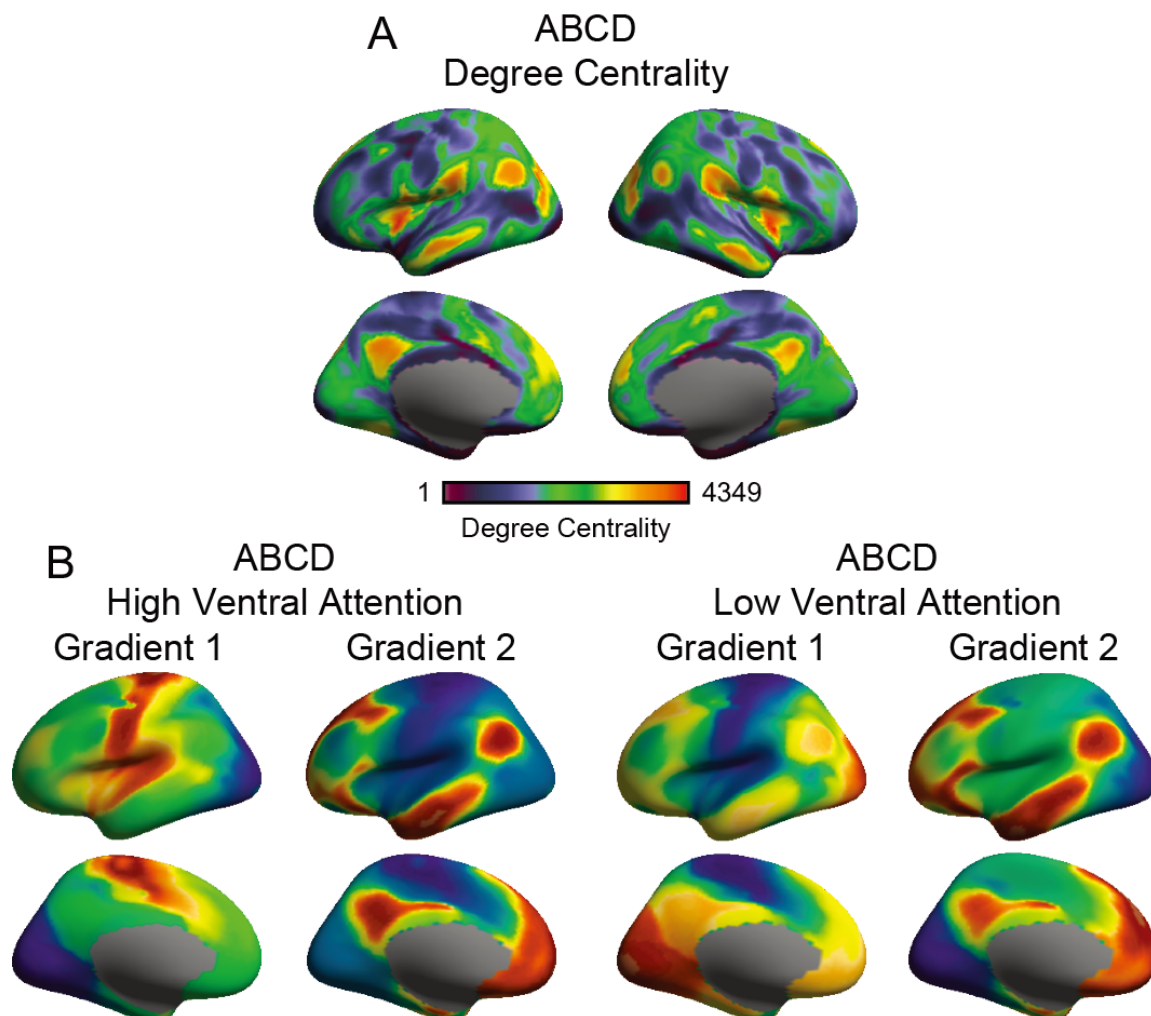 A
ABCD
Degree Centrality
1
4349
Degree Centrality
B
ABCD
High Ventral Attention
Gradient 1
Gradient 2
ABCD
Low Ventral Attention
Gradient 1
Gradient 2